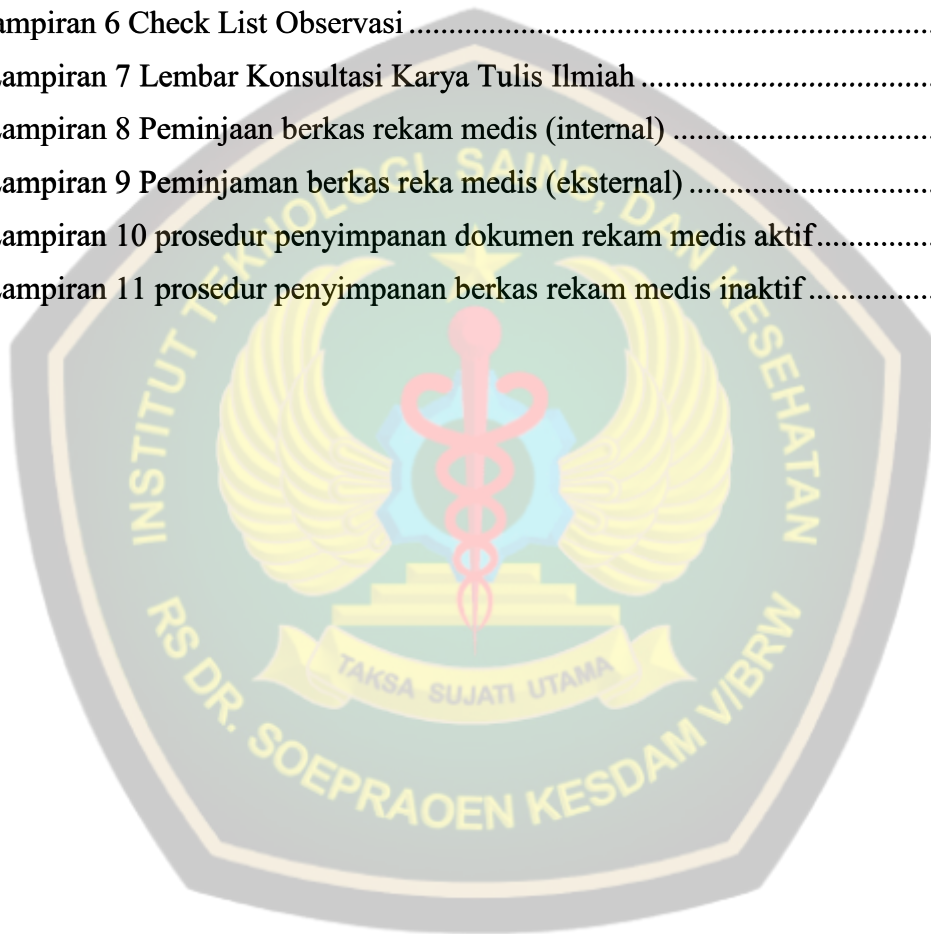 ampiran 6 Check List Observasi ....................................................................
ampiran 7 Lembar Konsultasi Karya Tulis Ilmiah .....................................
ampiran 8 Peminjaan berkas rekam medis (internal) .................................
ampiran 9 Peminjaman berkas reka medis (eksternal) ...............................
ampiran 10 prosedur penyimpanan dokumen rekam medis aktif...............
ampiran 11 prosedur penyimpanan berkas rekam medis inaktif ................
INSTITUT TEKNOLOGI, SAINS, DAN KESEHATAN
TAKSA SUJATI UTAMA
RS DR. SOEPRAOEN KESDAM V/BRW